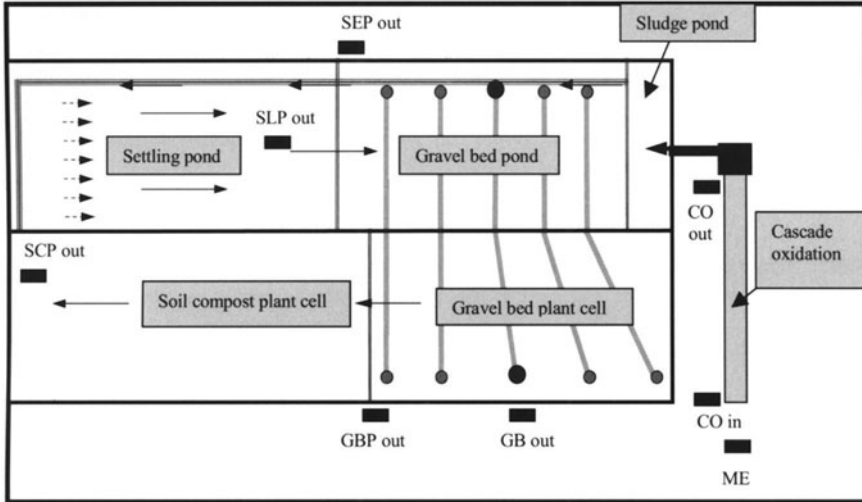 SEP out
Sludge pond
SLP out
Settling pond
Gravel bed pond
CO
out
SCP out
Cascade
oxidation
Soil compost plant cell
Gravel bed plant cell
GBP out
GB out
CO in
ME